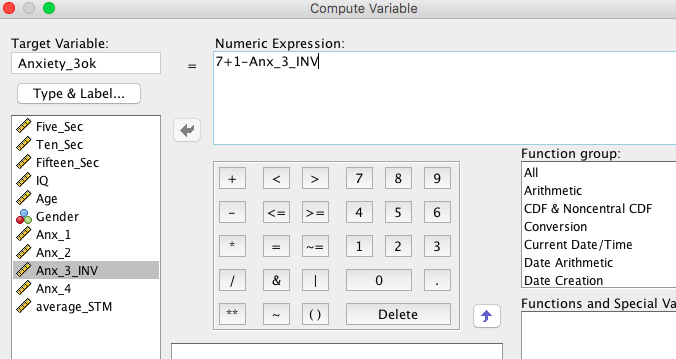 Compute Variable
Target Variable:
Anxiety_3ok
=
Numeric Expression:
7+1-Anx_3_INV
Type & Label...
Five_Sec
Ten_Sec
Fifteen_Sec
IQ
Age
Gender
Anx_1
Anx_2
Anx_3_INV
Anx_4
average_STM
+ < > 7 8 9
- <= >= 4 5 6
* = ~= 1 2 3
/ & | 0 .
** ~ () Delete
Function group:
All
Arithmetic
CDF & Noncentral CDF
Conversion
Current Date/Time
Date Arithmetic
Date Creation
Functions and Special Va